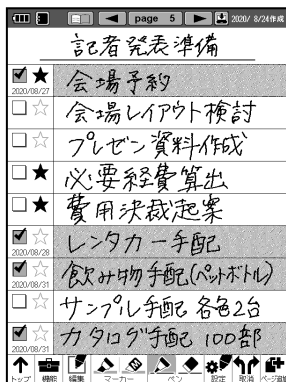 page 5 2020/ 8/24作成
記者発表準備
会場予約
2020/08/27
会場レイアウト検討
プレゼン資料作成
必要経費算出
費用決裁起案
レンタカー手配
2020/08/28
飲み物手配(ペットボトル)
2020/08/31
サンプル手配 各色2台
カタログ手配 100部
2020/08/31
トップ 機能 編集 マーカー ペン 設定 取消 ページ追加